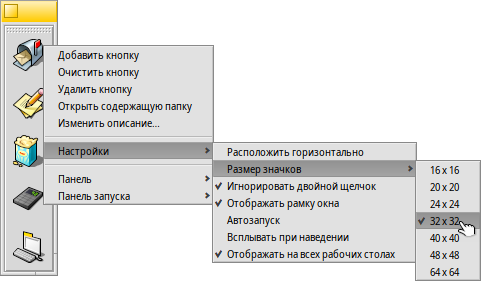 Добавить кнопку
Очистить кнопку
Удалить кнопку
Открыть содержащую папку
Изменить описание...
Настройки
Панель
Панель запуска
Расположить горизонтально
Размер значков
Игнорировать двойной щелчок
Отображать рамку окна
Автозапуск
Всплывать при наведении
Отображать на всех рабочих столах
16 x 16
20 x 20
24 x 24
32 x 32
40 x 40
48 x 48
64 x 64